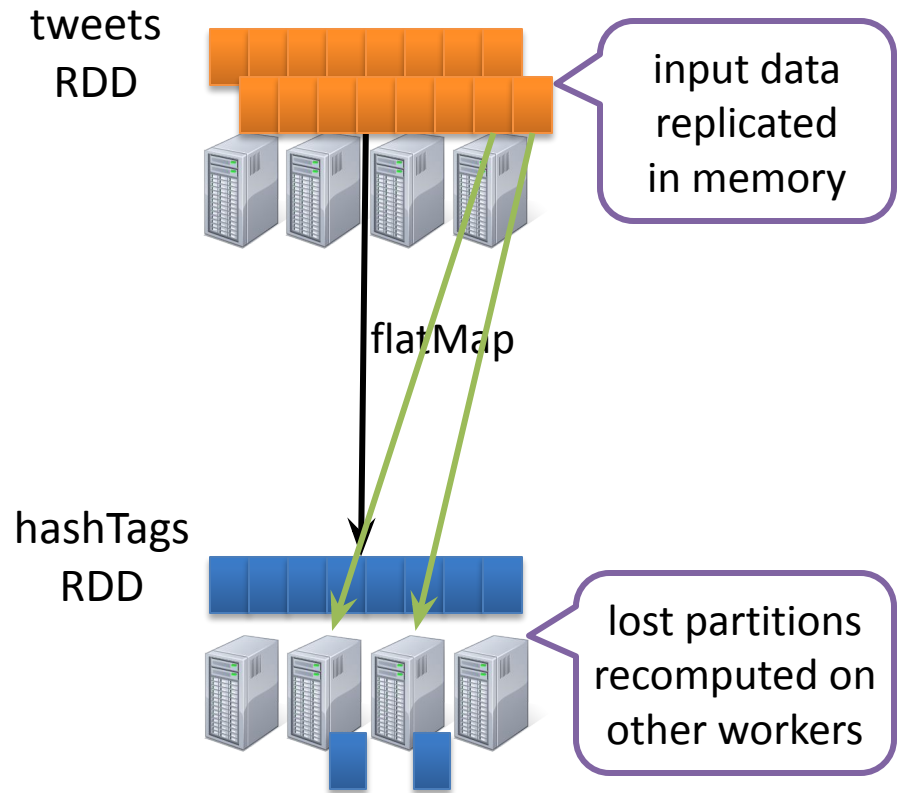 tweets
RDD
input data
replicated
in memory
flatMap
hashTags
RDD
lost partitions
recomputed on
other workers